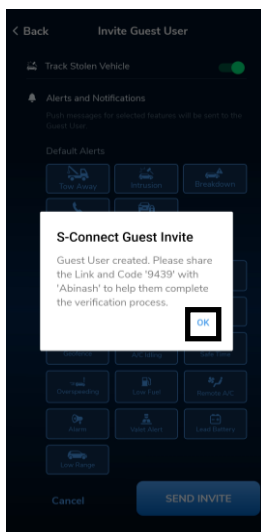 < Back Invite Guest User
Track Stolen Vehicle
Alerts and Notifications
Push messages for selected features will be sent to the
Guest User.
Default Alerts
Tow Away Intrusion Breakdown
S-Connect Guest Invite
Guest User created. Please share
the Link and Code '9439' with
'Abinash' to help them complete
the verification process.
OK
A/C Idling Safe Time
Overspeeding Low Fuel Remote A/C
Alarm Valet Alert Lead Battery
Low Range
Cancel SEND INVITE